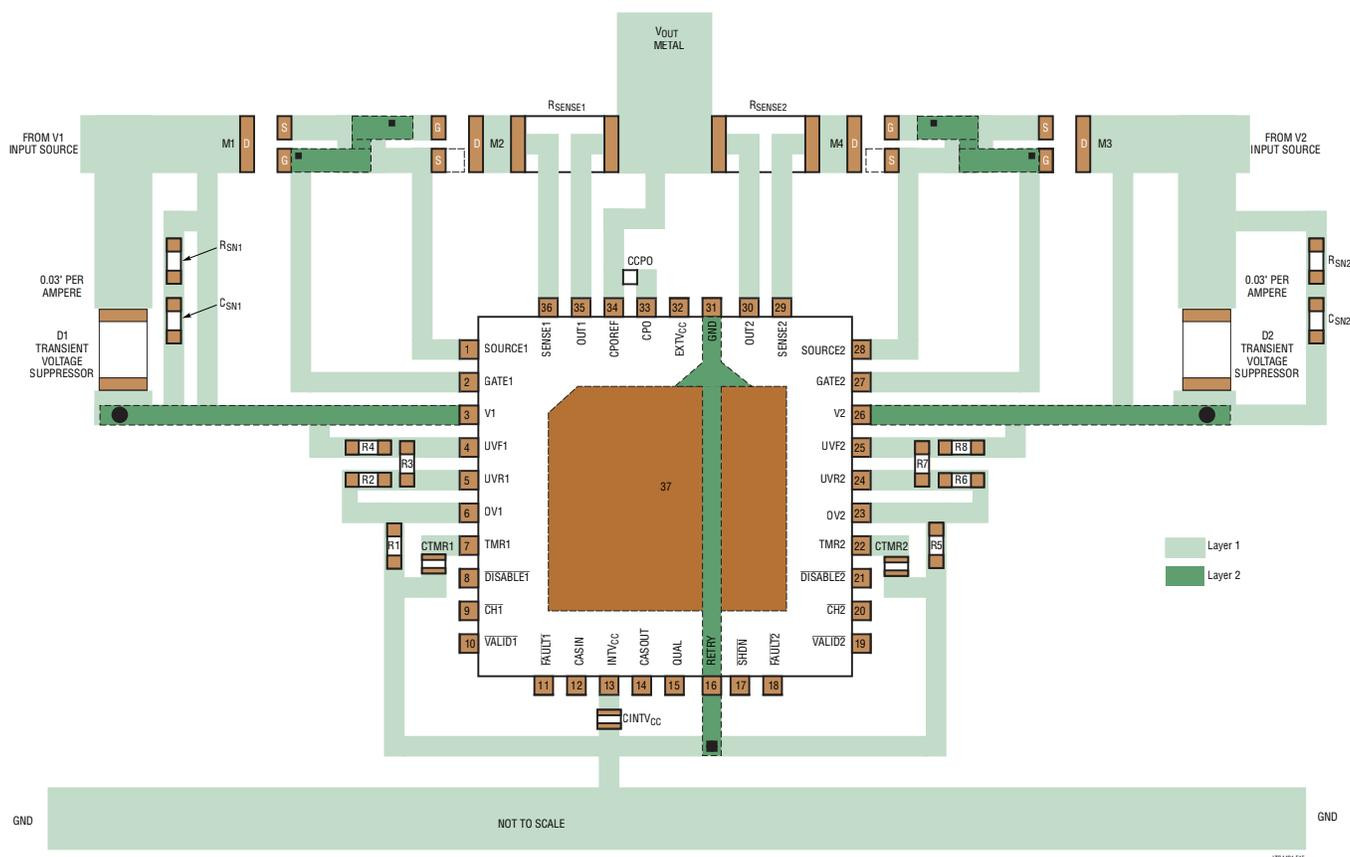 VOUT
METAL
RSENSE1
RSENSE2
FROM V1
INPUT SOURCE
M1
D
S
G
G
S
D
M2
M4
D
G
S
S
G
D
M3
FROM V2
INPUT SOURCE
RSN1
CSN1
0.03' PER
AMPERE
D1
TRANSIENT
VOLTAGE
SUPPRESSOR
0.03' PER
AMPERE
D2
TRANSIENT
VOLTAGE
SUPPRESSOR
RSN2
CSN2
CCPO
36
35
34
33
32
31
30
29
SENSE1
OUT1
CPOREF
CPO
EXTVCC
GND
OUT2
SENSE2
1
SOURCE1
2
GATE1
3
V1
4
UVF1
5
UVR1
6
OV1
7
TMR1
8
DISABLE1
9
CH1
10
VALID1
SOURCE2
28
GATE2
27
V2
26
UVF2
25
UVR2
24
OV2
23
TMR2
22
DISABLE2
21
CH2
20
VALID2
19
37
R4
R3
R2
R1
CTMR1
R8
R7
R6
R5
CTMR2
FAULT1
CASIN
INTVCC
CASOUT
QUAL
RETRY
SHDN
FAULT2
11
12
13
14
15
16
17
18
CINTVCC
Layer 1
Layer 2
GND
NOT TO SCALE
GND